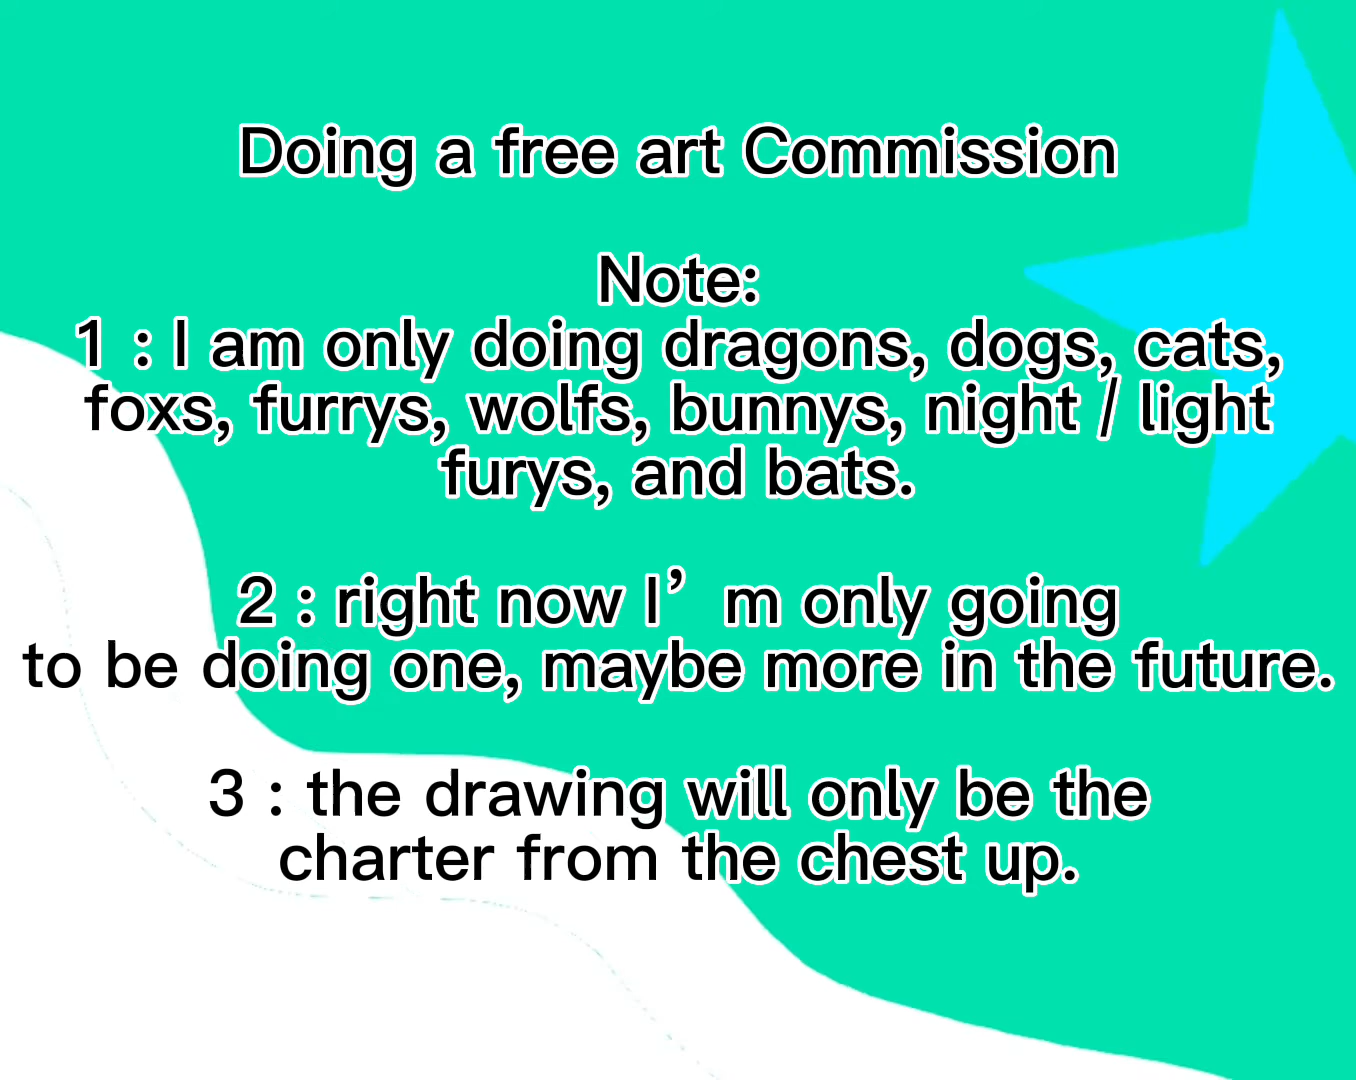 Doing a free art Commission
Note:
1 : I am only doing dragons, dogs, cats,
foxs, furrys, wolfs, bunnys, night / light
furys, and bats.
2 : right now I’m only going
to be doing one, maybe more in the future.
3 : the drawing will only be the
charter from the chest up.